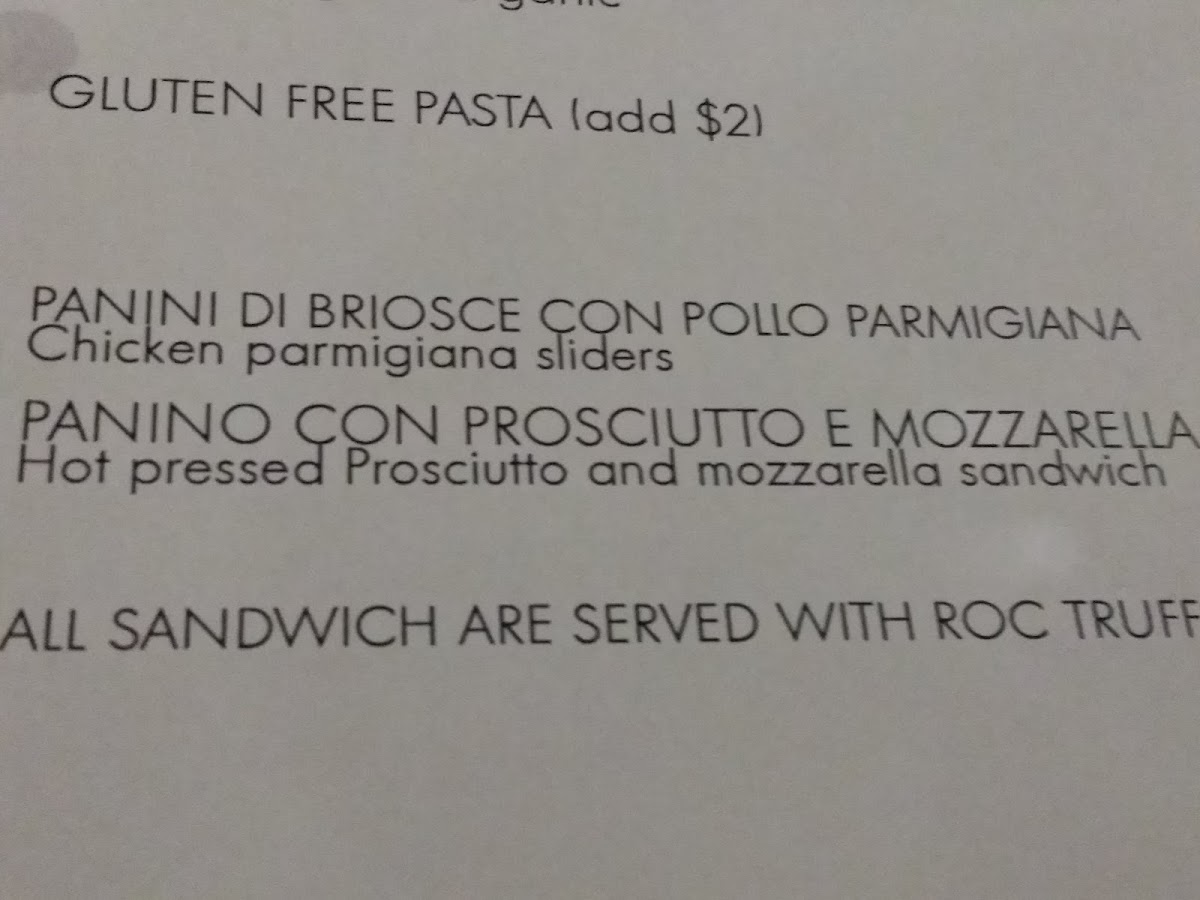 GLUTEN FREE PASTA (add $2)
PANINI DI BRIOSCE CON POLLO PARMIGIANA
Chicken parmigiana sliders
PANINO CON PROSCIUTTO E MOZZARELLA
Hot pressed Prosciutto and mozzarella sandwich
ALL SANDWICH ARE SERVED WITH ROC TRUFF